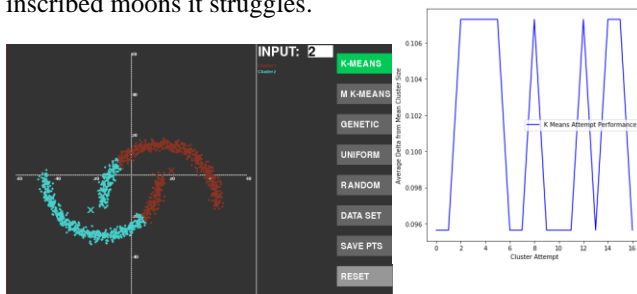 inscribed moons it struggles.
INPUT: 2
Cluster 2
K-MEANS
M K-MEANS
GENETIC
UNIFORM
RANDOM
DATA SET
SAVE PTS
RESET
0.106
0.104
0.102
0.100
0.098
0.096
Average Delta from Mean Cluster Size
K Means Attempt Performance
0 2 4 6 8 10 12 14 16
Cluster Attempt